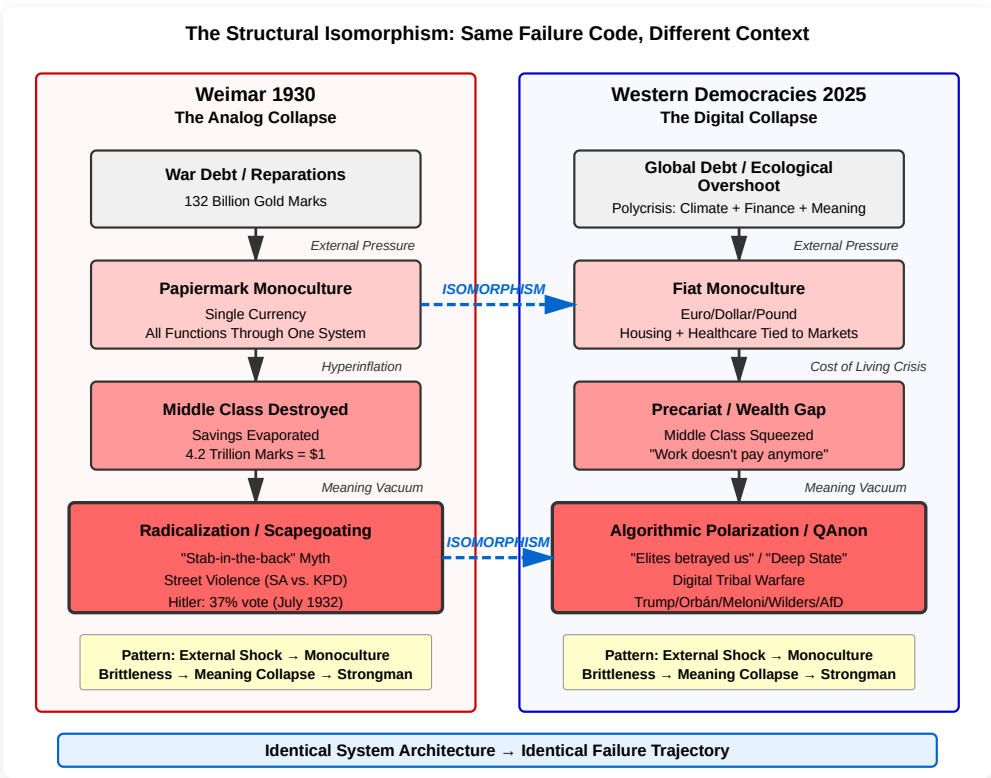 The Structural Isomorphism: Same Failure Code, Different Context
Weimar 1930
The Analog Collapse
War Debt / Reparations
132 Billion Gold Marks
External Pressure
Papiermark Monoculture
Single Currency
All Functions Through One System
Hyperinflation
Middle Class Destroyed
Savings Evaporated
4.2 Trillion Marks = $1
Meaning Vacuum
Radicalization / Scapegoating
"Stab-in-the-back" Myth
Street Violence (SA vs. KPD)
Hitler: 37% vote (July 1932)
Pattern: External Shock → Monoculture
Brittleness → Meaning Collapse → Strongman
ISOMORPHISM
ISOMORPHISM
Western Democracies 2025
The Digital Collapse
Global Debt / Ecological
Overshoot
Polycrisis: Climate + Finance + Meaning
External Pressure
Fiat Monoculture
Euro/Dollar/Pound
Housing + Healthcare Tied to Markets
Cost of Living Crisis
Precariat / Wealth Gap
Middle Class Squeezed
"Work doesn't pay anymore"
Meaning Vacuum
Algorithmic Polarization / QAnon
"Elites betrayed us" / "Deep State"
Digital Tribal Warfare
Trump/Orbán/Meloni/Wilders/AfD
Pattern: External Shock → Monoculture
Brittleness → Meaning Collapse → Strongman
Identical System Architecture → Identical Failure Trajectory